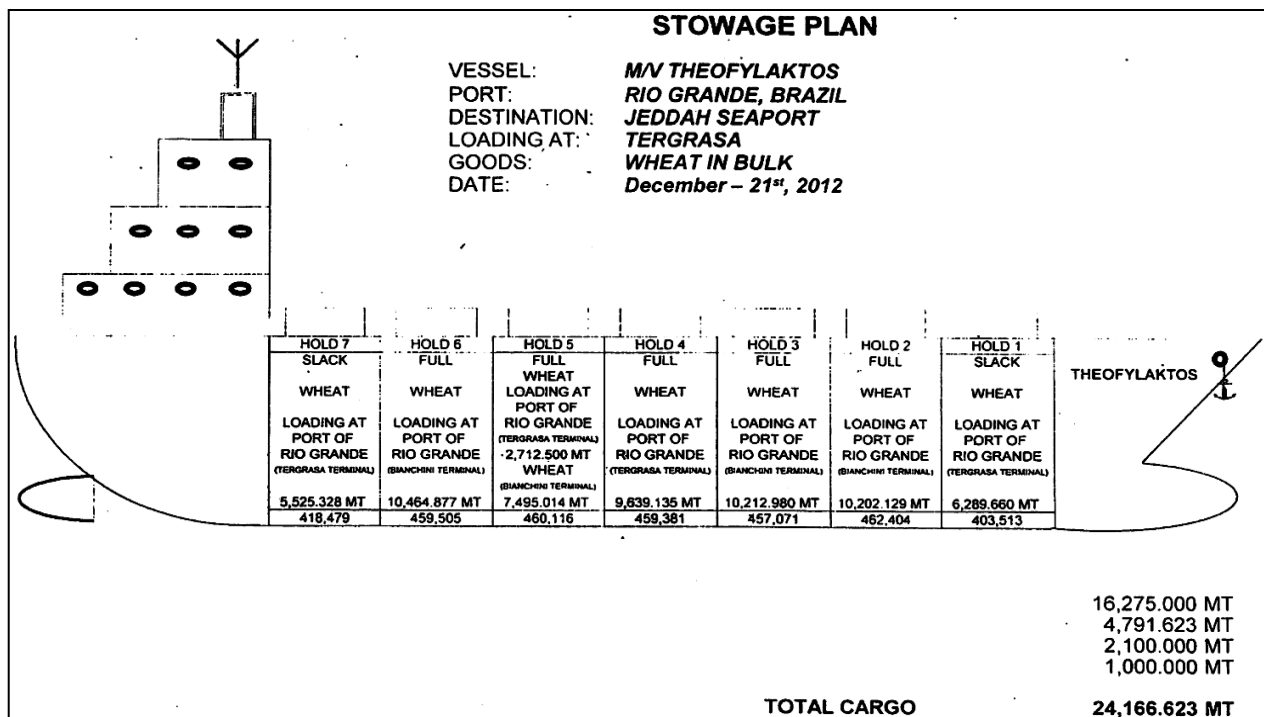 STOWAGE PLAN
VESSEL: M/V THEOFYLAKTOS
PORT: RIO GRANDE, BRAZIL
DESTINATION: JEDDAH SEAPORT
LOADING AT: TERGRASA
GOODS: WHEAT IN BULK
DATE: December – 21st, 2012
HOLD 7
SLACK
WHEAT
LOADING AT
PORT OF
RIO GRANDE
(TERGRASA TERMINAL)
5,525.328 MT
418,479
HOLD 6
FULL
WHEAT
LOADING AT
PORT OF
RIO GRANDE
(BIANCHINI TERMINAL)
10,464.877 MT
459,505
HOLD 5
FULL
WHEAT
LOADING AT
PORT OF
RIO GRANDE
(TERGRASA TERMINAL)
2,712.500 MT
WHEAT
(BIANCHINI TERMINAL)
7,495.014 MT
460,116
HOLD 4
FULL
WHEAT
LOADING AT
PORT OF
RIO GRANDE
(TERGRASA TERMINAL)
9,639.135 MT
459,381
HOLD 3
FULL
WHEAT
LOADING AT
PORT OF
RIO GRANDE
(BIANCHINI TERMINAL)
10,212.980 MT
457,071
HOLD 2
FULL
WHEAT
LOADING AT
PORT OF
RIO GRANDE
(BIANCHINI TERMINAL)
10,202.129 MT
462,404
HOLD 1
SLACK
WHEAT
LOADING AT
PORT OF
RIO GRANDE
(TERGRASA TERMINAL)
6,289.660 MT
403,513
THEOFYLAKTOS
16,275.000 MT
4,791.623 MT
2,100.000 MT
1,000.000 MT
TOTAL CARGO 24,166.623 MT